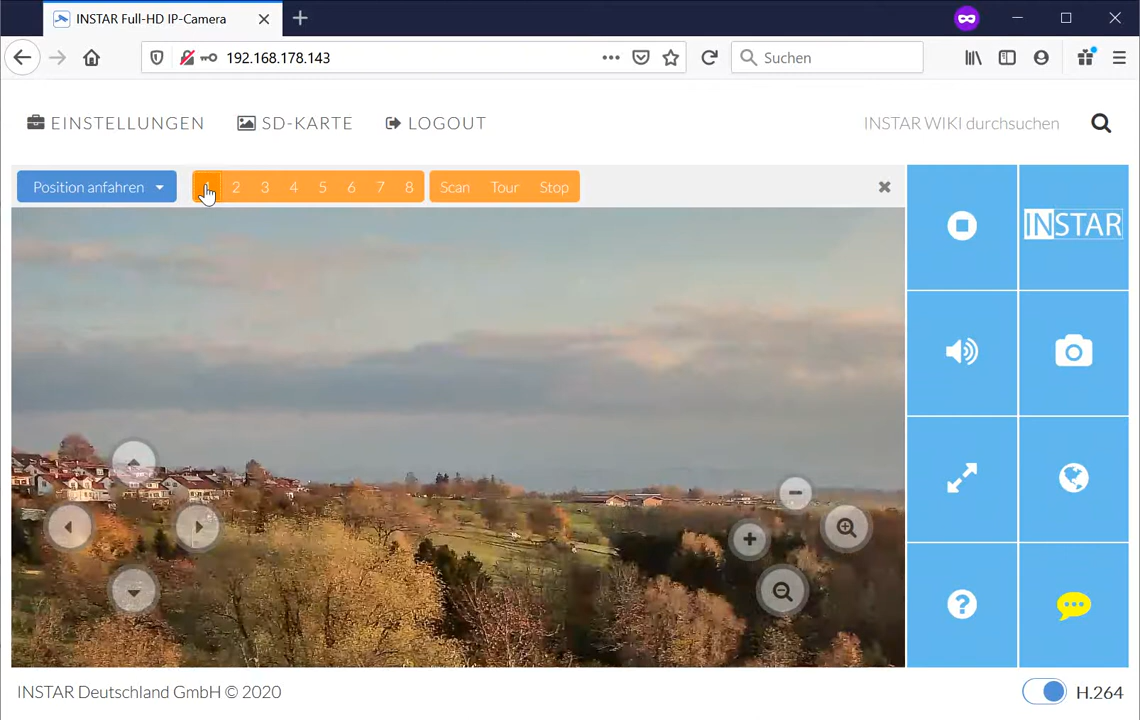 INSTAR Full-HD IP-Camera
192.168.178.143
Suchen
EINSTELLUNGEN
SD-KARTE
LOGOUT
INSTAR WIKI durchsuchen
Position anfahren
2 3 4 5 6 7 8
Scan Tour Stop
INSTAR
INSTAR Deutschland GmbH © 2020
H.264